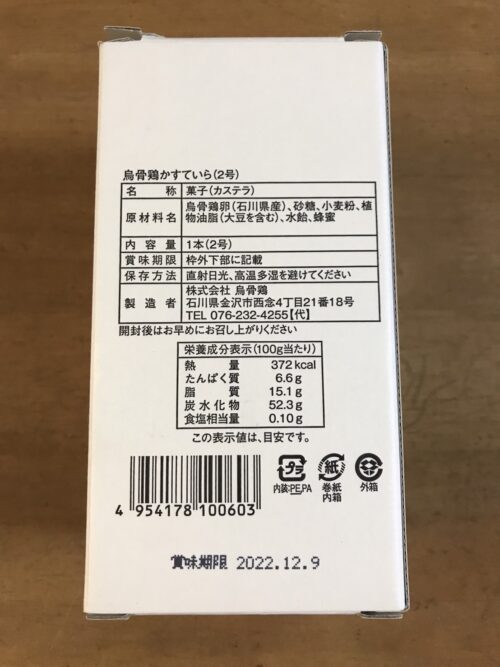 烏骨鶏かすていら(2号)
名 称 菓子(カステラ)
原材料名 烏骨鶏卵(石川県産)、砂糖、小麦粉、植
物油脂(大豆を含む)、水飴、蜂蜜
内 容 量 1本(2号)
賞味期限 枠外下部に記載
保存方法 直射日光、高温多湿を避けてください
製 造 者 株式会社 烏骨鶏
石川県金沢市西念4丁目21番18号
TEL 076-232-4255【代】
開封後はお早めにお召し上がりください
栄養成分表示(100g当たり)
熱 量 372kcal
たんぱく質 6.6g
脂 質 15.1g
炭水化物 52.3g
食塩相当量 0.10g
この表示値は、目安です。
プラ 紙
内装:PE,PA 巻紙 外箱
内箱
4 954178 100603
賞味期限 2022.12.9